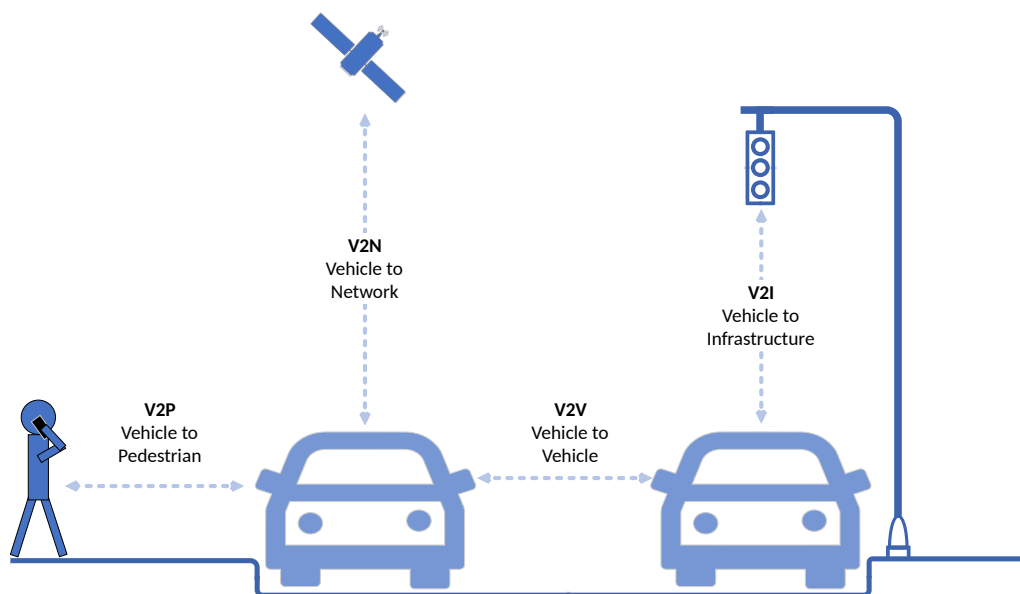 V2N
Vehicle to
Network
V2I
Vehicle to
Infrastructure
V2P
Vehicle to
Pedestrian
V2V
Vehicle to
Vehicle